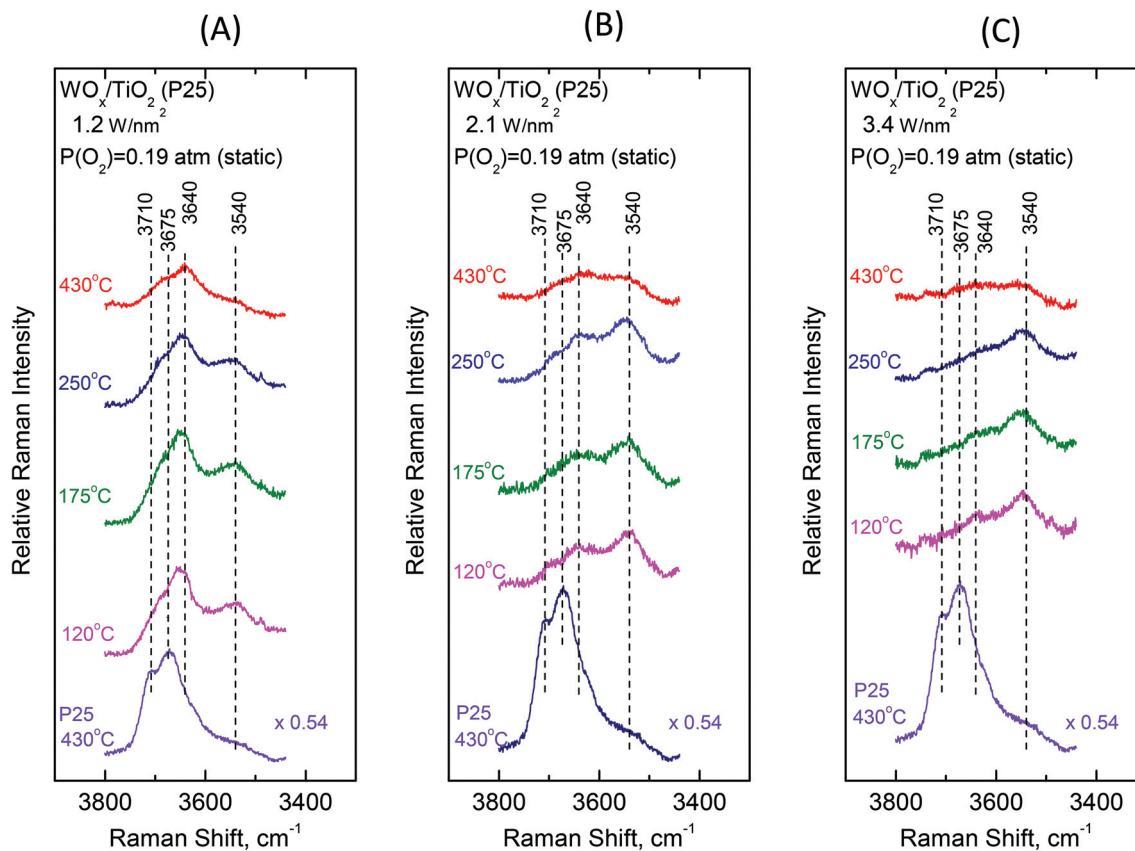 (A)
WOₓ/TiO₂ (P25)
1.2 W/nm²
P(O₂)=0.19 atm (static)
3710
3675
3640
3540
430°C
250°C
175°C
120°C
P25
430°C
x 0.54
Relative Raman Intensity
3800 3600 3400
Raman Shift, cm⁻¹
(B)
WOₓ/TiO₂ (P25)
2.1 W/nm²
P(O₂)=0.19 atm (static)
3710
3675
3640
3540
430°C
250°C
175°C
120°C
P25
430°C
x 0.54
Relative Raman Intensity
3800 3600 3400
Raman Shift, cm⁻¹
(C)
WOₓ/TiO₂ (P25)
3.4 W/nm²
P(O₂)=0.19 atm (static)
3710
3675
3640
3540
430°C
250°C
175°C
120°C
P25
430°C
x 0.54
Relative Raman Intensity
3800 3600 3400
Raman Shift, cm⁻¹